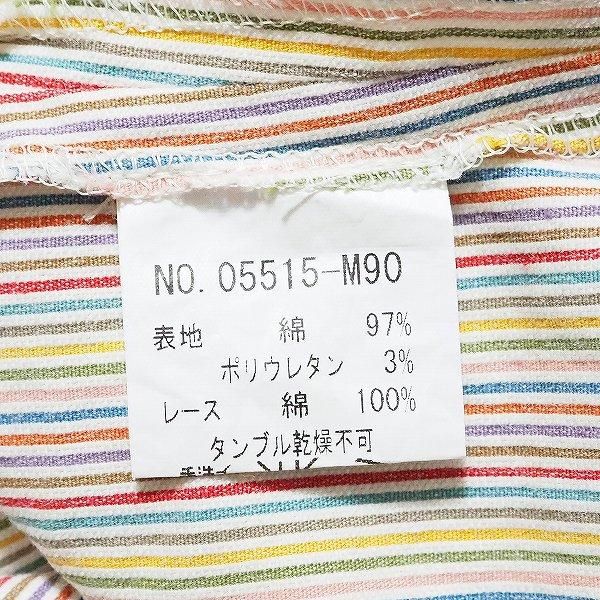 NO. 05515-M90
表地 綿 97%
ポリウレタン 3%
レース 綿 100%
タンブル乾燥不可